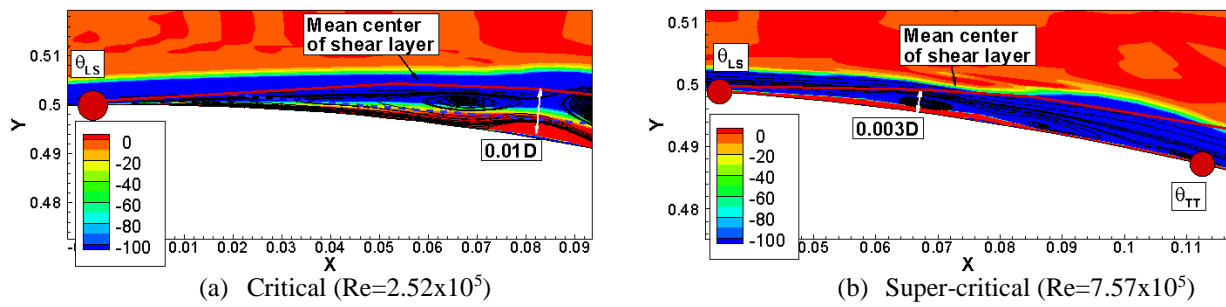 Mean center
of shear layer
θLS
0.51
0.5
0.49
0.48
Y
0.01D
0
-20
-40
-60
-80
-100
0.01 0.02 0.03 0.04 0.05 0.06 0.07 0.08 0.09
X
(a) Critical (Re=2.52x10⁵)
Mean center
of shear layer
θLS
0.51
0.5
0.49
0.48
Y
0.003D
θTT
0
-20
-40
-60
-80
-100
0.05 0.06 0.07 0.08 0.09 0.1 0.11
X
(b) Super-critical (Re=7.57x10⁵)